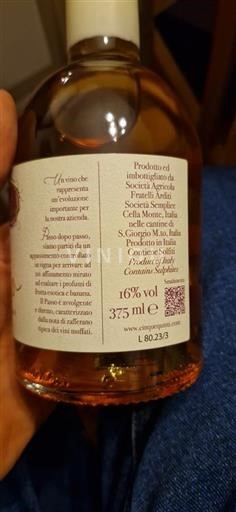 Un vino che
rappresenta
un'evoluzione
importante per
la nostra azienda.
Passo dopo passo,
siamo partiti da un
appassimento controllato
in vigna per arrivare ad
un affinamento mirato
ad esaltare i profumi di
frutta esotica e banana.
Il Passo è avvolgente
e tirreno, caratterizzato
dalla nota di zafferano
tipica dei vini muffati.
Prodotto ed
imbottigliato da
Società Agricola
Fratelli Arditi
Società Semplice
Cella Monte, Italia
nelle cantine di
S.Giorgio M.to, Italia
Prodotto in Italia
Contiene Solfiti
Product of Italy
Contains Sulphites
Smaltimento
16% vol
375 ml e
www.cinquequinti.com
L 80.23/3